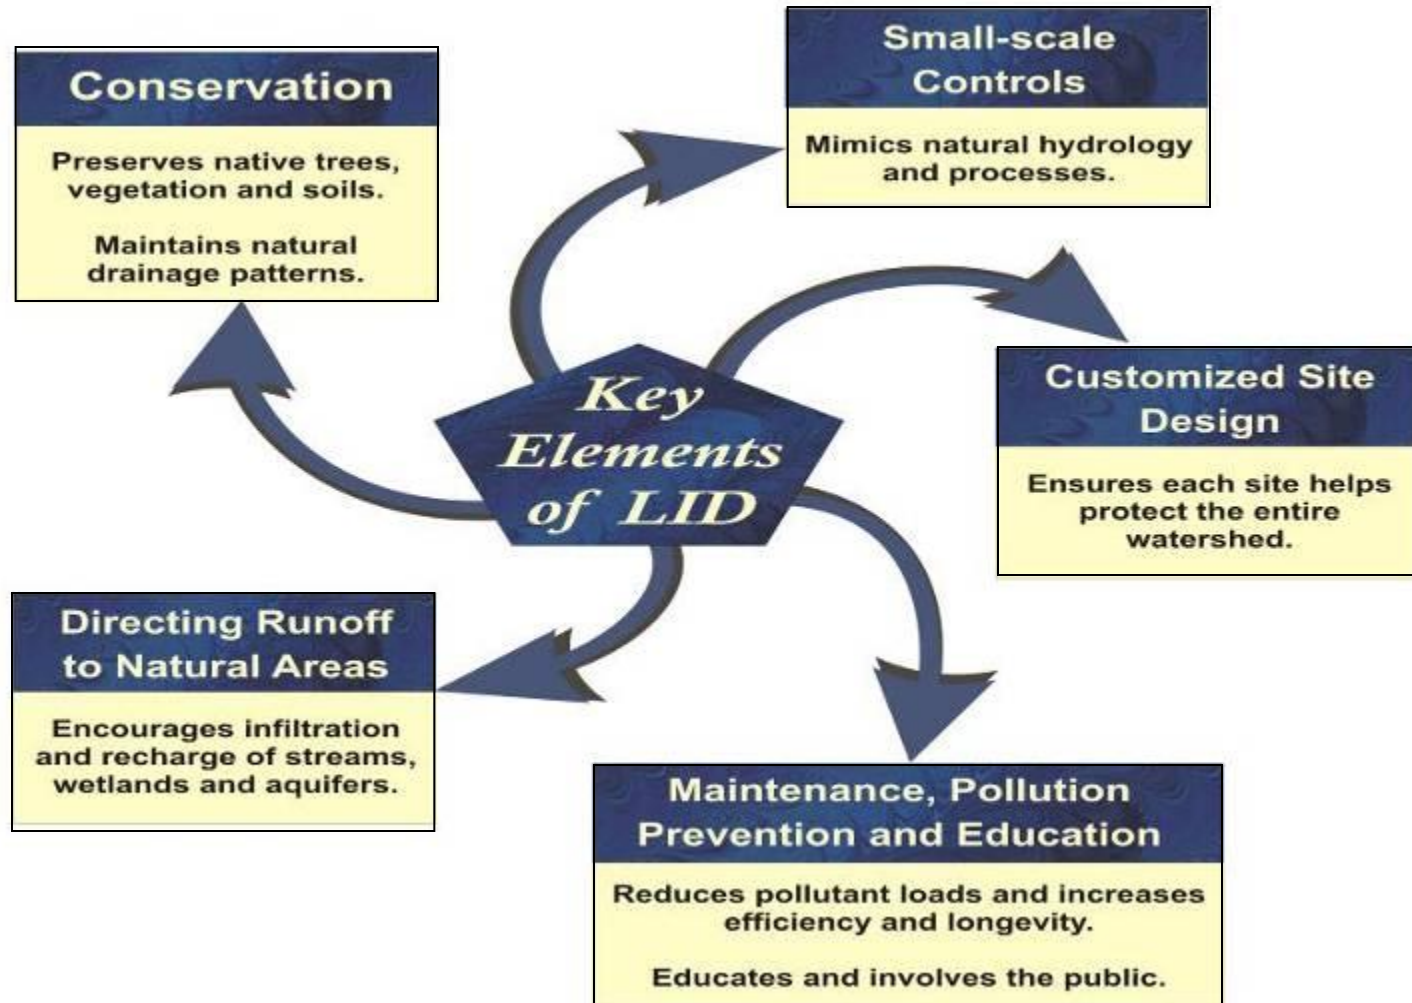 Conservation
Preserves native trees,
vegetation and soils.
Maintains natural
drainage patterns.
Small-scale
Controls
Mimics natural hydrology
and processes.
Key
Elements
of LID
Customized Site
Design
Ensures each site helps
protect the entire
watershed.
Directing Runoff
to Natural Areas
Encourages infiltration
and recharge of streams,
wetlands and aquifers.
Maintenance, Pollution
Prevention and Education
Reduces pollutant loads and increases
efficiency and longevity.
Educates and involves the public.